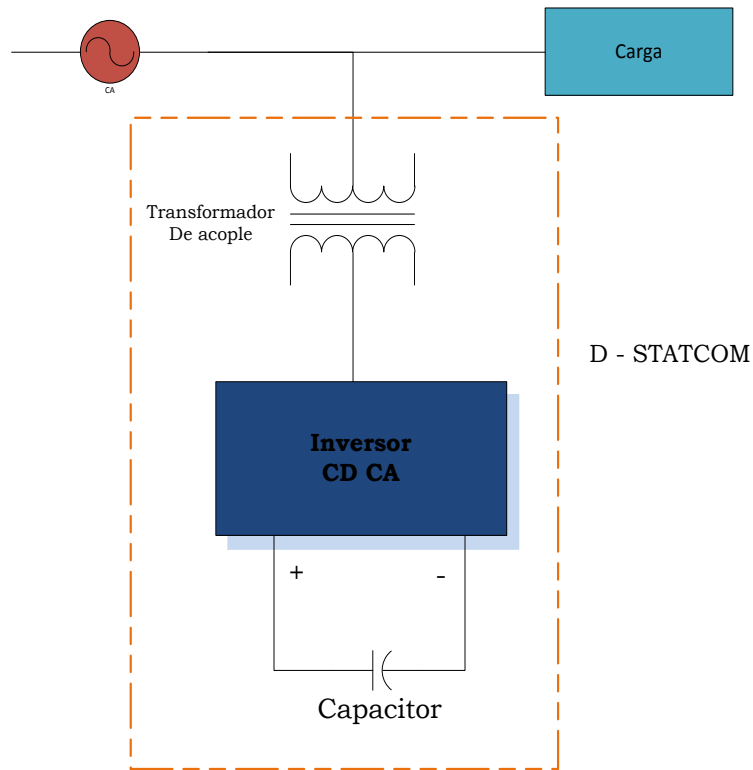 CA
Carga
Transformador
De acople
D - STATCOM
Inversor
CD CA
+
-
Capacitor